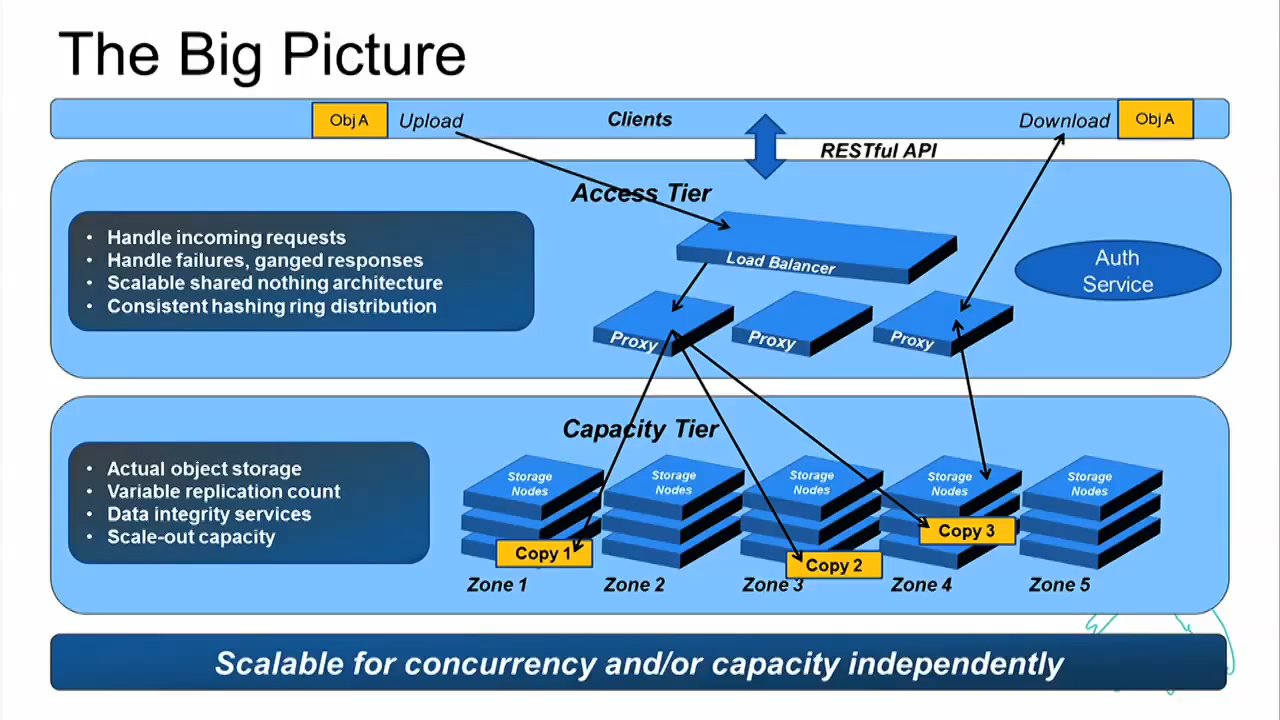 The Big Picture
Obj A
Upload
Clients
Download
Obj A
RESTful API
Access Tier
• Handle incoming requests
• Handle failures, ganged responses
• Scalable shared nothing architecture
• Consistent hashing ring distribution
Load Balancer
Auth
Service
Proxy
Proxy
Proxy
Capacity Tier
• Actual object storage
• Variable replication count
• Data integrity services
• Scale-out capacity
Storage
Nodes
Storage
Nodes
Storage
Nodes
Storage
Nodes
Storage
Nodes
Copy 1
Copy 2
Copy 3
Zone 1
Zone 2
Zone 3
Zone 4
Zone 5
Scalable for concurrency and/or capacity independently